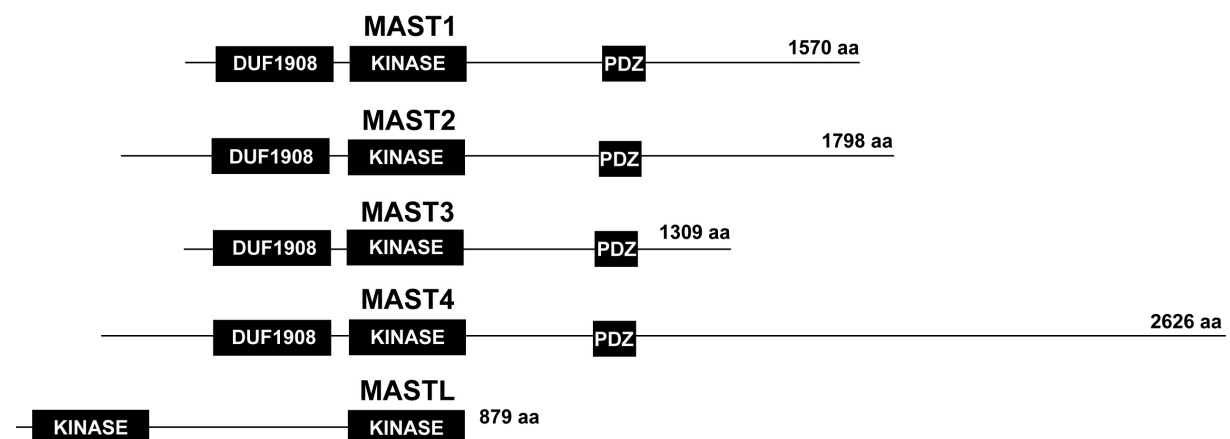 MAST1
1570 aa
DUF1908 KINASE PDZ
MAST2
1798 aa
DUF1908 KINASE PDZ
MAST3
1309 aa
DUF1908 KINASE PDZ
MAST4
2626 aa
DUF1908 KINASE PDZ
MASTL
879 aa
KINASE KINASE